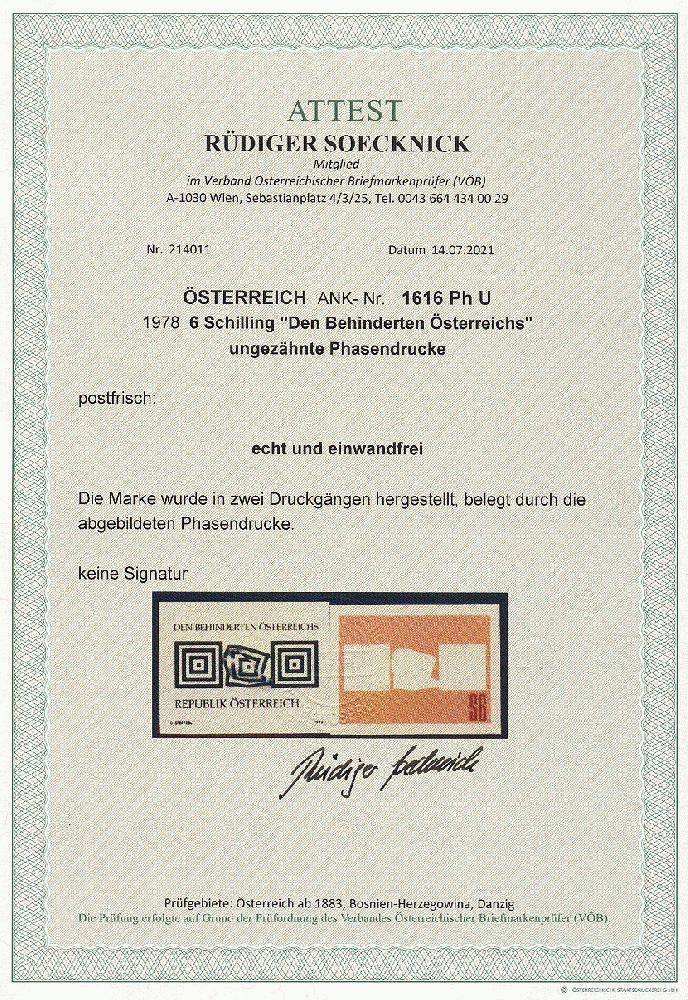 ATTEST
RÜDIGER SOECKNICK
Mitglied
im Verband Österreichischer Briefmarkenprüfer (VÖB)
A-1030 Wien, Sebastianplatz 4/3/25, Tel. 0043 664 434 00 29
Nr. 214011 Datum 14.07.2021
ÖSTERREICH ANK-Nr. 1616 Ph U
1978 6 Schilling "Den Behinderten Österreichs"
ungezähnte Phasendrucke
postfrisch:
echt und einwandfrei
Die Marke wurde in zwei Druckgängen hergestellt, belegt durch die
abgebildeten Phasendrucke.
keine Signatur
DEN BEHINDERTEN ÖSTERREICHS
REPUBLIK ÖSTERREICH
S6
Prüfgebiete: Österreich ab 1883, Bosnien-Herzegowina, Danzig
Die Prüfung erfolgte auf Grund der Prüfordnung des Verbandes Österreichischer Briefmarkenprüfer (VÖB)
© ÖSTERREICHISCHE STAATSDRUCKEREI GmbH